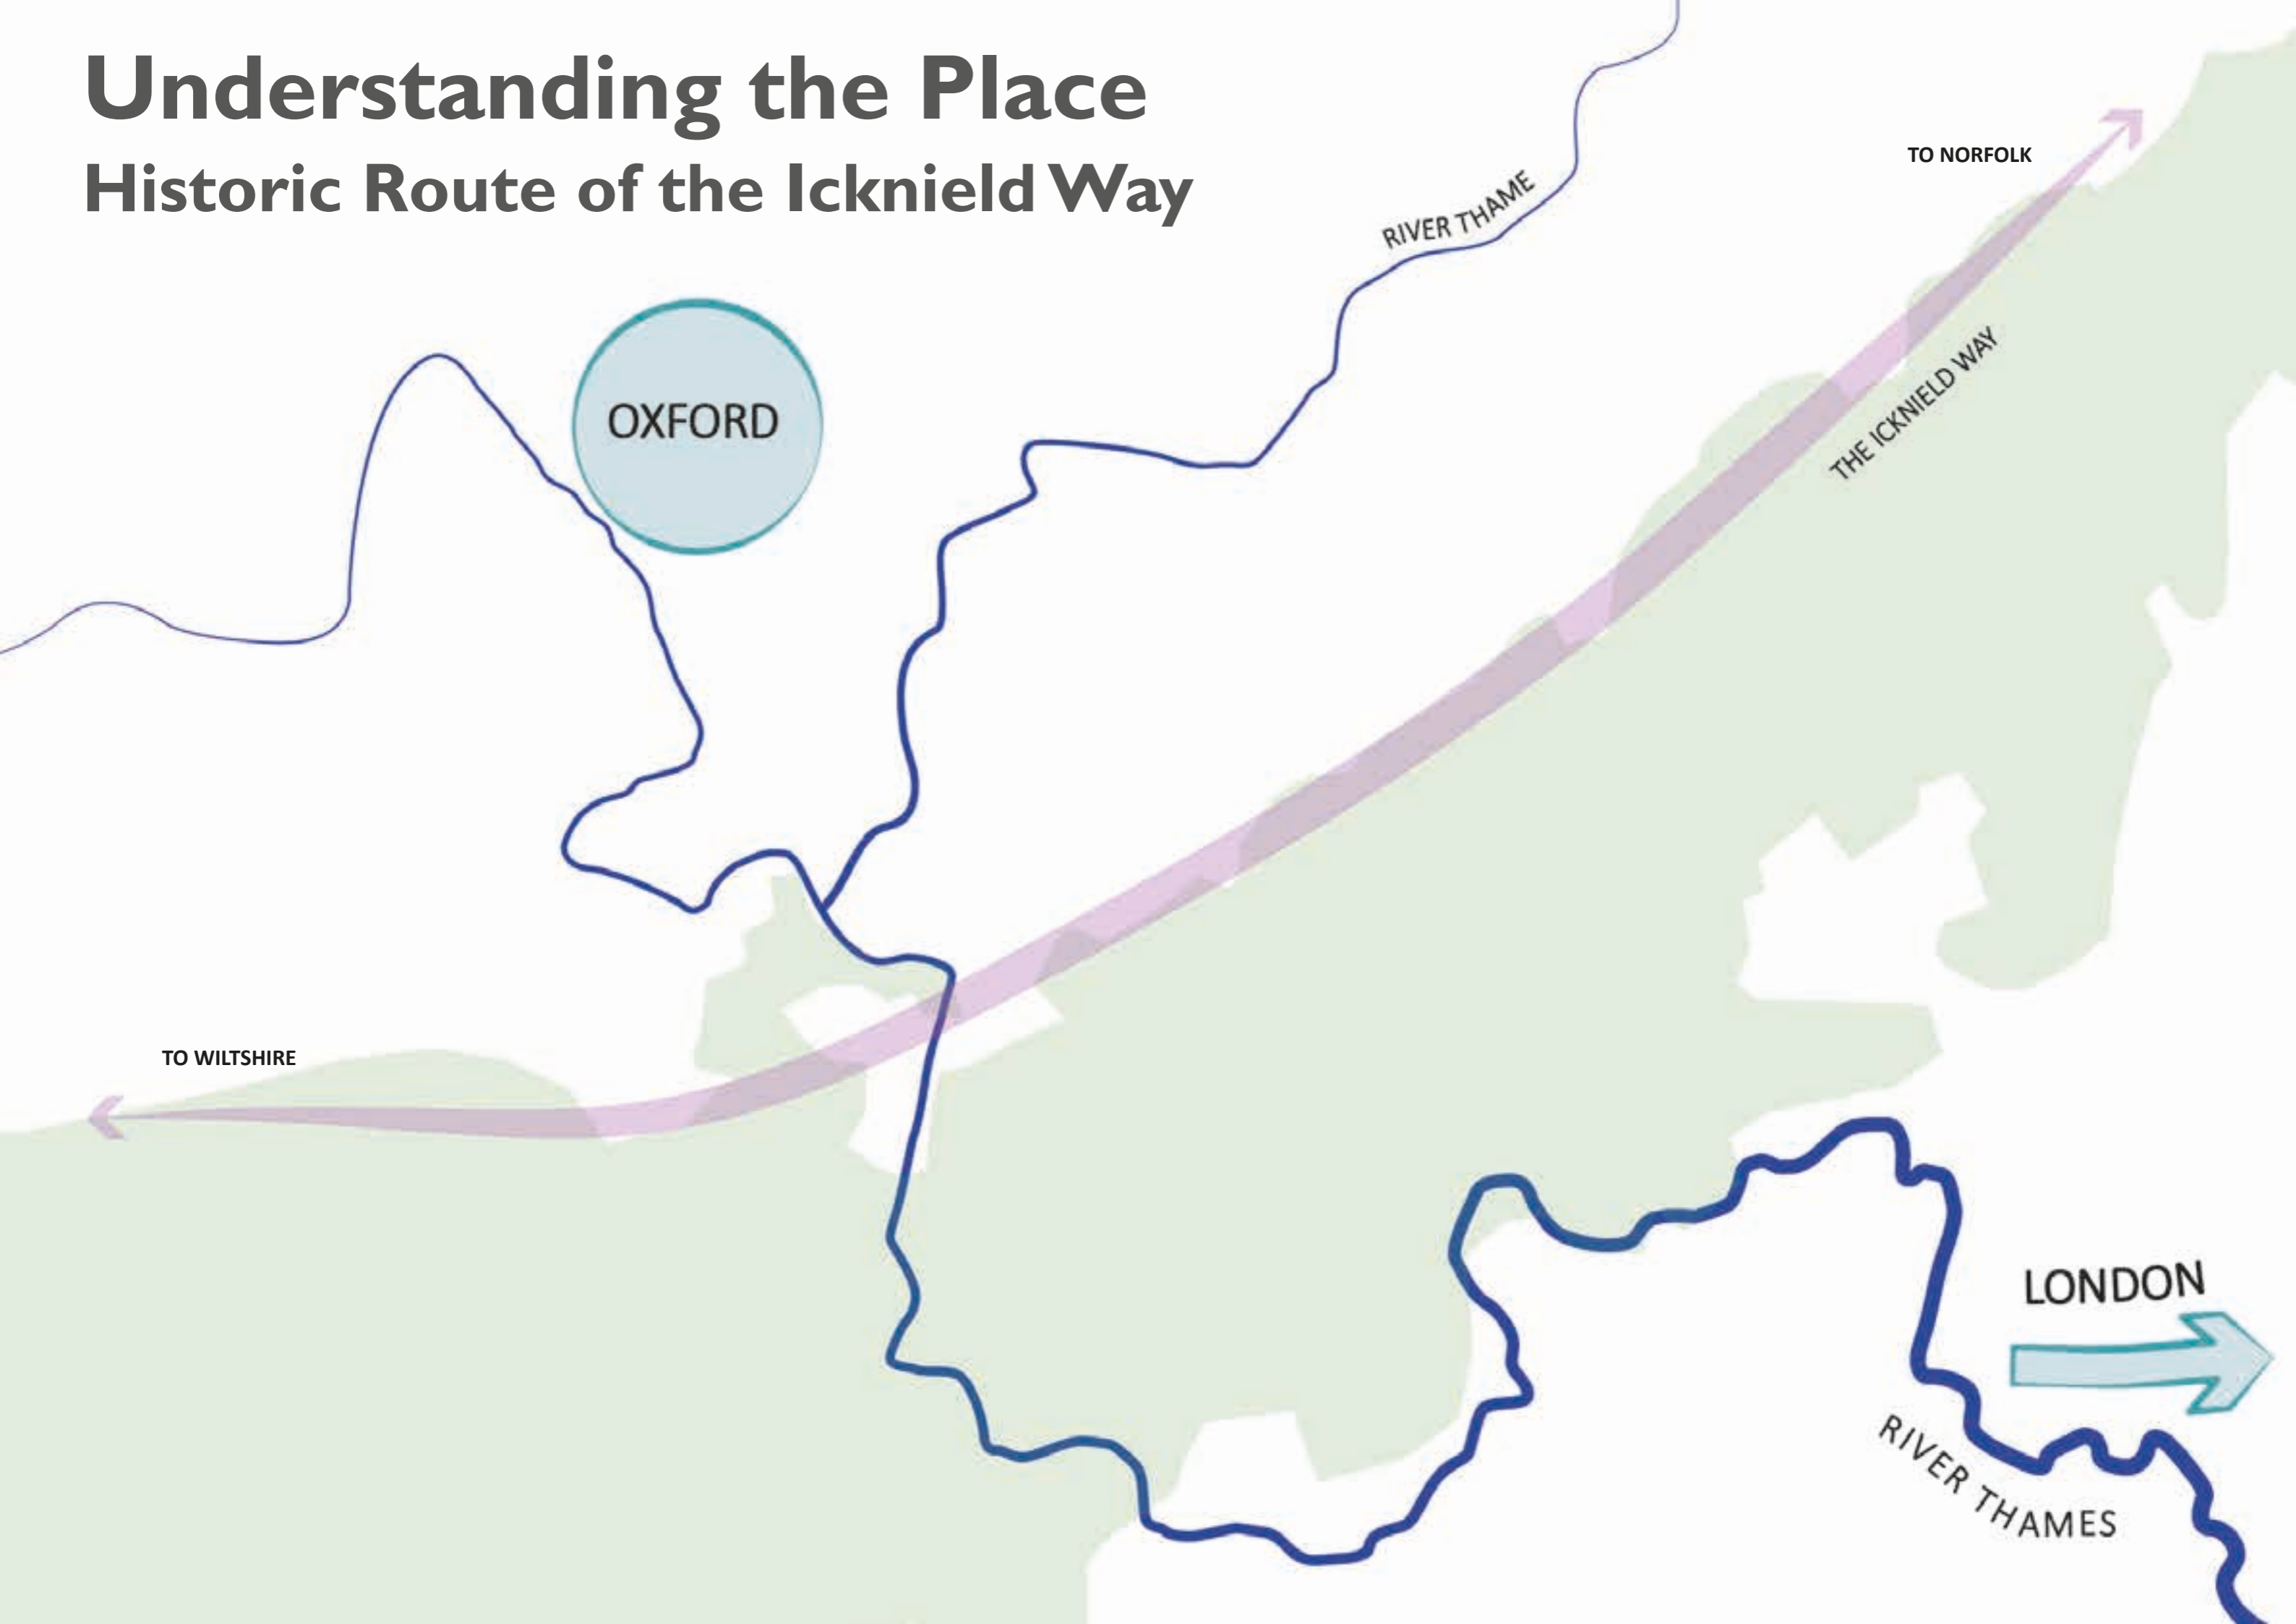 Understanding the Place
Historic Route of the Icknield Way
TO NORFOLK
RIVER THAME
THE ICKNIELD WAY
OXFORD
TO WILTSHIRE
LONDON
RIVER THAMES